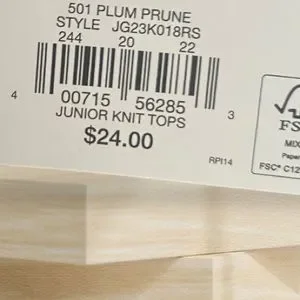 501 PLUM PRUNE
STYLE JG23K018RS
244 20 22
4 00715 56285 3
JUNIOR KNIT TOPS
$24.00
RPI14
FSC
MIX
Paper
FSC® C12